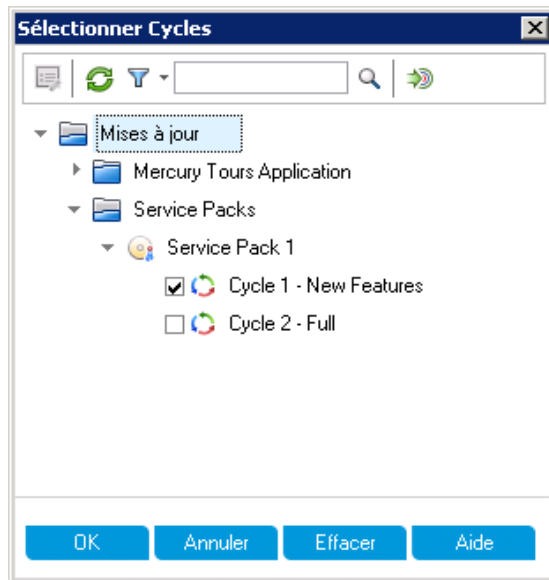 Sélectionner Cycles
Mises à jour
Mercury Tours Application
Service Packs
Service Pack 1
Cycle 1 - New Features
Cycle 2 - Full
OK Annuler Effacer Aide